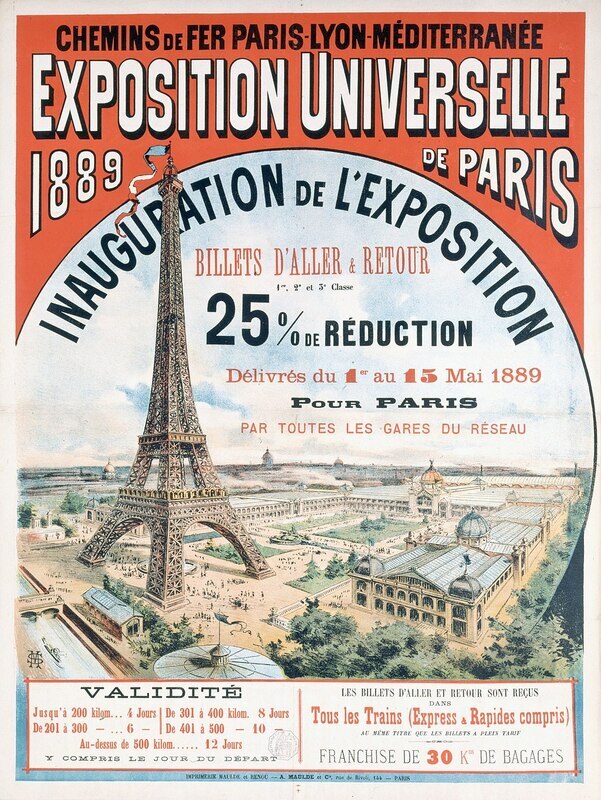 CHEMINS DE FER PARIS-LYON-MÉDITERRANÉE
EXPOSITION UNIVERSELLE
1889 DE PARIS
INAUGURATION DE L'EXPOSITION
BILLETS D'ALLER & RETOUR
1re, 2e et 3e Classe
25 % DE RÉDUCTION
Délivrés du 1er au 15 Mai 1889
POUR PARIS
PAR TOUTES LES GARES DU RÉSEAU
VALIDITÉ
Jusqu'à 200 kilom... 4 Jours
De 201 à 300 — ... 6 —
De 301 à 400 kilom. 8 Jours
De 401 à 500 — 10
Au-dessus de 500 kilom...... 12 Jours
Y COMPRIS LE JOUR DU DÉPART
LES BILLETS D'ALLER ET RETOUR SONT REÇUS
DANS
Tous les Trains (Express & Rapides compris)
AU MÊME TITRE QUE LES BILLETS A PLEIN TARIF
FRANCHISE DE 30 Kos DE BAGAGES
IMPRIMERIE MAULDE et RENOU — A. MAULDE et Cie, rue de Rivoli, 144 — PARIS